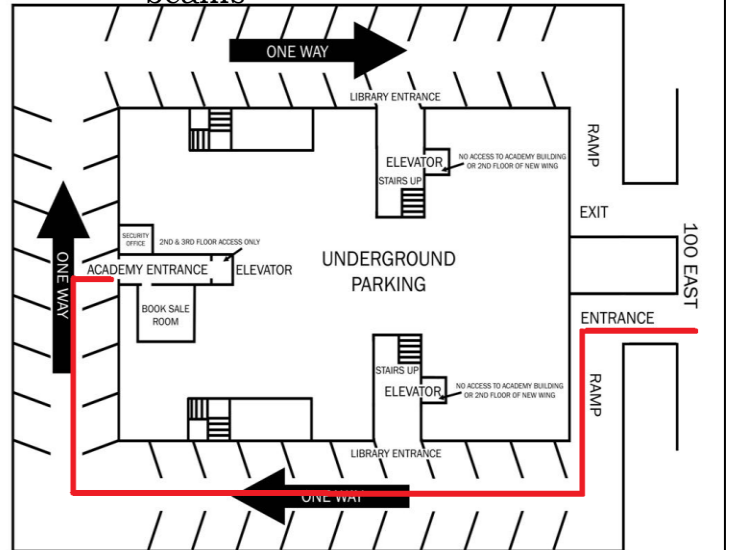 beams
ONE WAY
LIBRARY ENTRANCE
RAMP
ELEVATOR
NO ACCESS TO ACADEMY BUILDING
OR 2ND FLOOR OF NEW WING
STAIRS UP
EXIT
SECURITY
OFFICE
2ND & 3RD FLOOR ACCESS ONLY
100 EAST
ONE WAY
ACADEMY ENTRANCE
ELEVATOR
UNDERGROUND
PARKING
BOOK SALE
ROOM
ENTRANCE
STAIRS UP
RAMP
ELEVATOR
NO ACCESS TO ACADEMY BUILDING
OR 2ND FLOOR OF NEW WING
LIBRARY ENTRANCE
ONE WAY